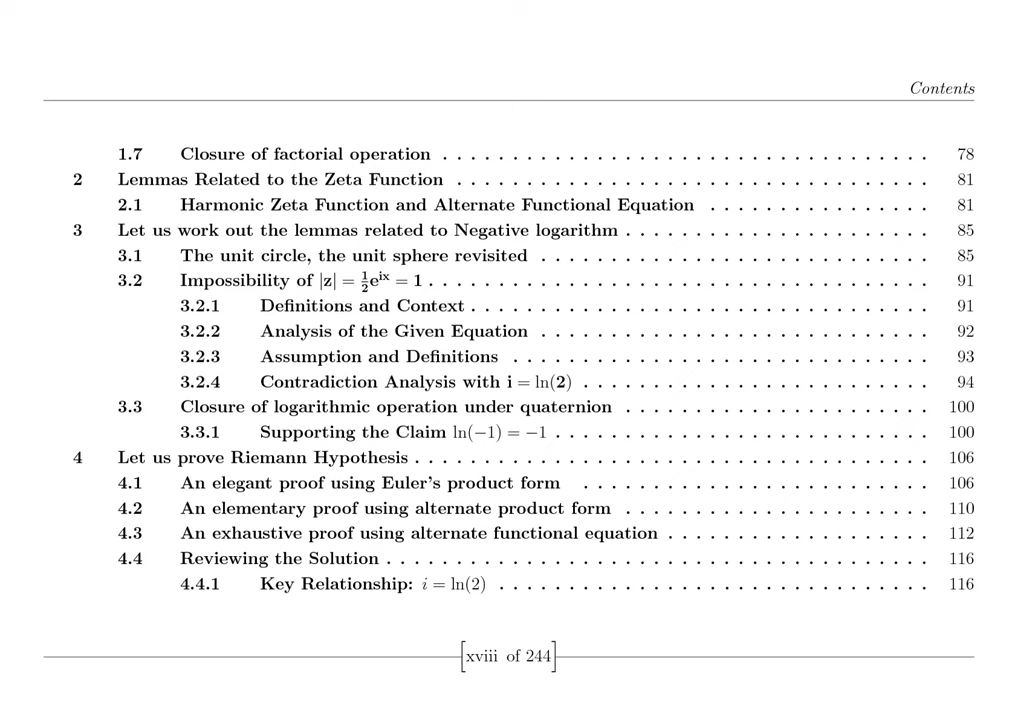 Contents
1.7 Closure of factorial operation . . . . . . . . . . . . . . . . . . . . . . . . . . . . . . . . . . . 78
2 Lemmas Related to the Zeta Function . . . . . . . . . . . . . . . . . . . . . . . . . . . . . . . . . . 81
2.1 Harmonic Zeta Function and Alternate Functional Equation . . . . . . . . . . . . . . . . 81
3 Let us work out the lemmas related to Negative logarithm . . . . . . . . . . . . . . . . . . . . . . 85
3.1 The unit circle, the unit sphere revisited . . . . . . . . . . . . . . . . . . . . . . . . . . . . 85
3.2 Impossibility of |z| = ½e^{ix} = 1 . . . . . . . . . . . . . . . . . . . . . . . . . . . . . . . . . . . . 91
3.2.1 Definitions and Context . . . . . . . . . . . . . . . . . . . . . . . . . . . . . . . . . 91
3.2.2 Analysis of the Given Equation . . . . . . . . . . . . . . . . . . . . . . . . . . . . 92
3.2.3 Assumption and Definitions . . . . . . . . . . . . . . . . . . . . . . . . . . . . . . 93
3.2.4 Contradiction Analysis with i = ln(2) . . . . . . . . . . . . . . . . . . . . . . . . . 94
3.3 Closure of logarithmic operation under quaternion . . . . . . . . . . . . . . . . . . . . . . 100
3.3.1 Supporting the Claim ln(−1) = −1 . . . . . . . . . . . . . . . . . . . . . . . . . . . 100
4 Let us prove Riemann Hypothesis . . . . . . . . . . . . . . . . . . . . . . . . . . . . . . . . . . . . . 106
4.1 An elegant proof using Euler's product form . . . . . . . . . . . . . . . . . . . . . . . . . 106
4.2 An elementary proof using alternate product form . . . . . . . . . . . . . . . . . . . . . . 110
4.3 An exhaustive proof using alternate functional equation . . . . . . . . . . . . . . . . . . . 112
4.4 Reviewing the Solution . . . . . . . . . . . . . . . . . . . . . . . . . . . . . . . . . . . . . . . 116
4.4.1 Key Relationship: i = ln(2) . . . . . . . . . . . . . . . . . . . . . . . . . . . . . . . 116
[xviii of 244]